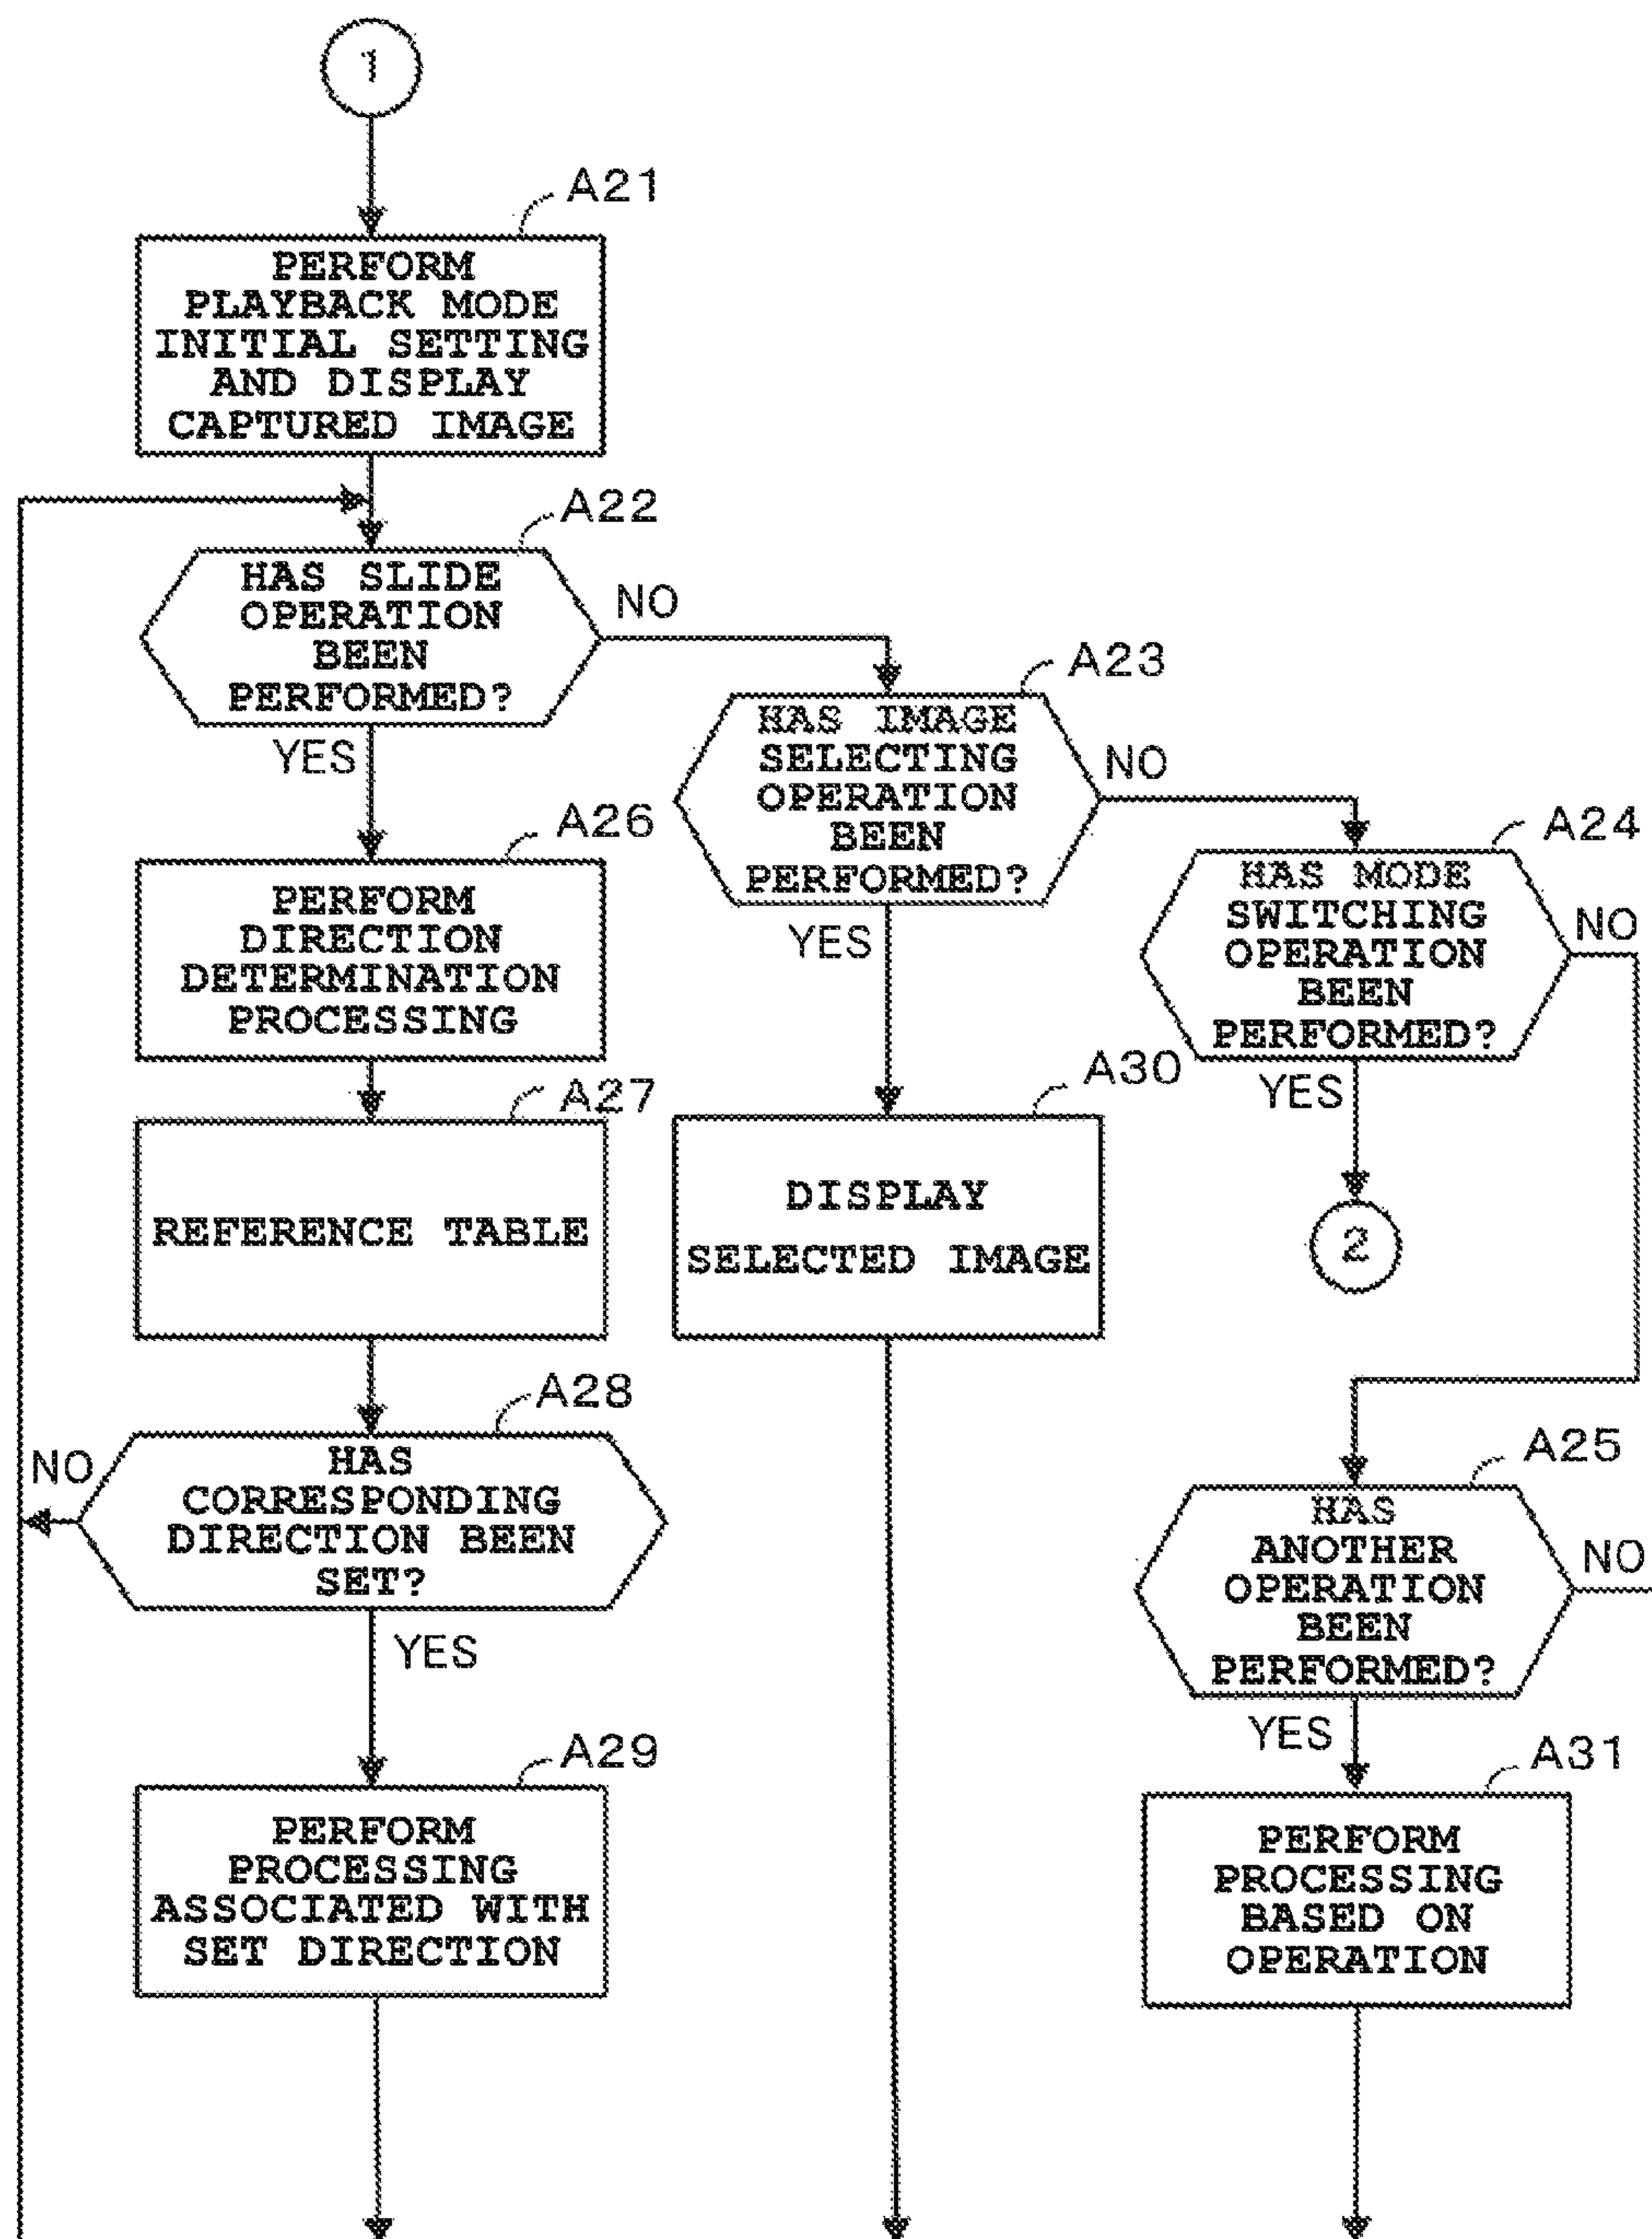 1
A21
PERFORM
PLAYBACK MODE
INITIAL SETTING
AND DISPLAY
CAPTURED IMAGE
A22
HAS SLIDE
OPERATION
BEEN
PERFORMED?
NO
YES
A23
HAS IMAGE
SELECTING
OPERATION
BEEN
PERFORMED?
NO
YES
A24
HAS MODE
SWITCHING
OPERATION
BEEN
PERFORMED?
NO
YES
2
A26
PERFORM
DIRECTION
DETERMINATION
PROCESSING
A27
REFERENCE TABLE
A30
DISPLAY
SELECTED IMAGE
A28
HAS
CORRESPONDING
DIRECTION BEEN
SET?
NO
YES
A25
HAS
ANOTHER
OPERATION
BEEN
PERFORMED?
NO
YES
A29
PERFORM
PROCESSING
ASSOCIATED WITH
SET DIRECTION
A31
PERFORM
PROCESSING
BASED ON
OPERATION